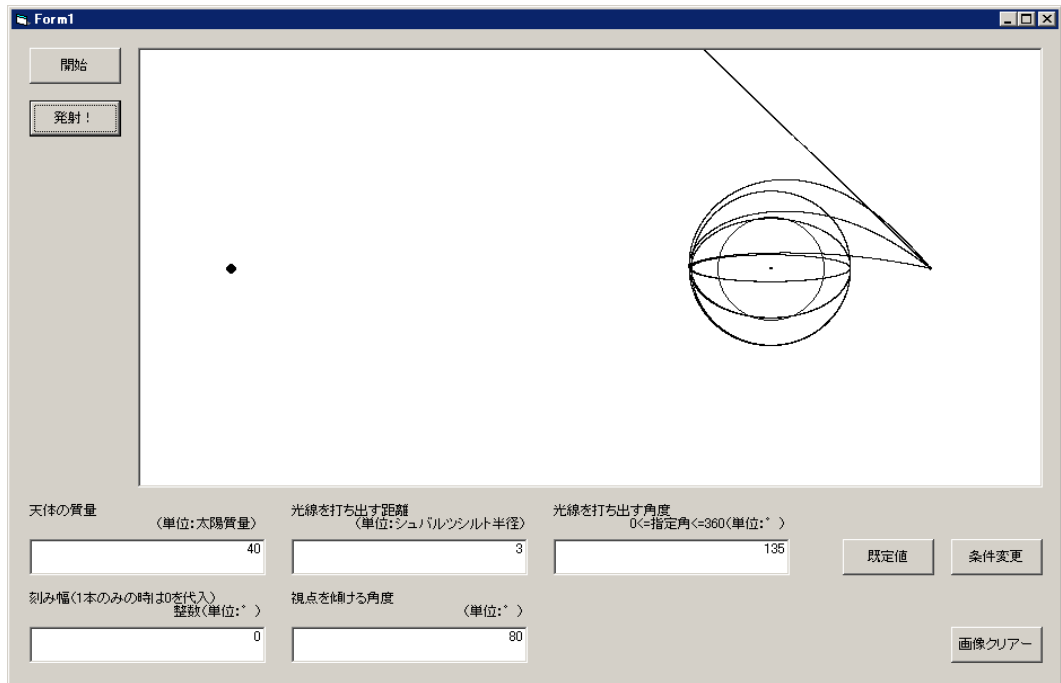 Form1
開始
発射！
天体の質量
(単位:太陽質量)
40
光線を打ち出す距離
(単位:シュバルツシルト半径)
3
光線を打ち出す角度
0<=指定角<=360(単位:ﾟ)
135
既定値
条件変更
刻み幅(1本のみの時は0を代入)
整数(単位:ﾟ)
0
視点を傾ける角度
(単位:ﾟ)
80
画像クリアー